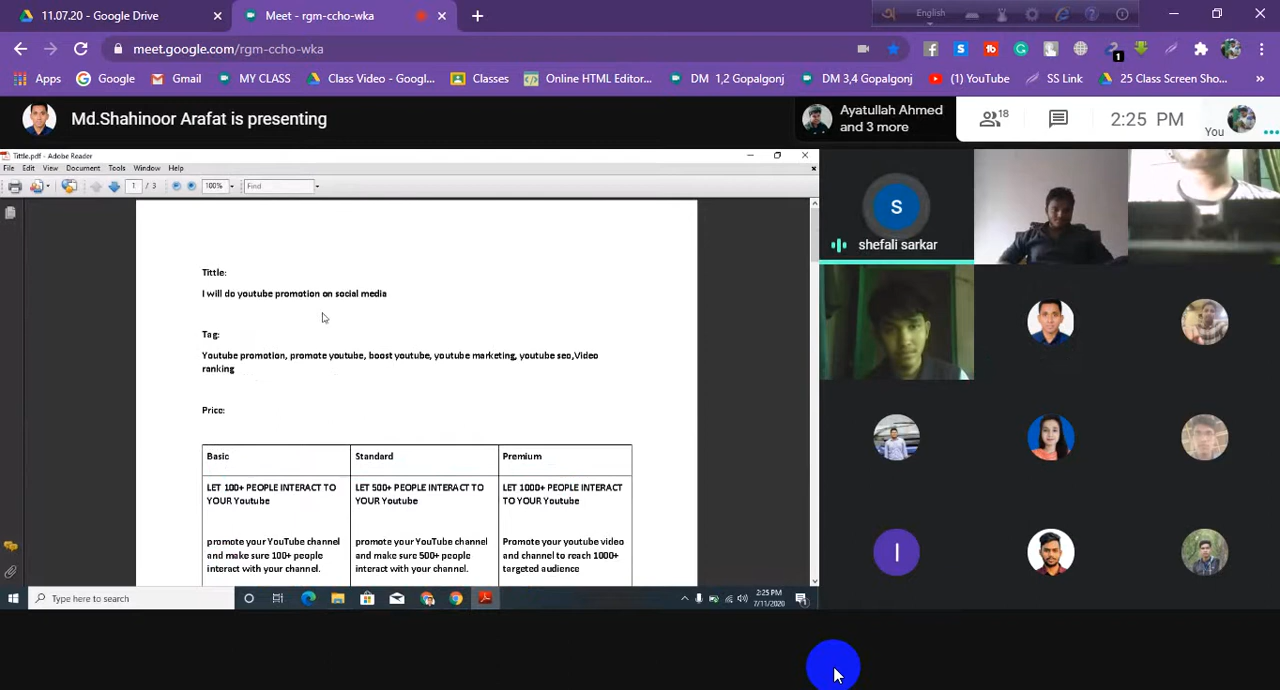 11.07.20 - Google Drive
Meet - rgm-ccho-wka
English
meet.google.com/rgm-ccho-wka
1
Apps
Google
Gmail
MY CLASS
Class Video - Googl...
Classes
Online HTML Editor...
DM 1,2 Gopalgonj
DM 3,4 Gopalgonj
(1) YouTube
SS Link
25 Class Screen Sho...
Md.Shahinoor Arafat is presenting
Ayatullah Ahmed
and 3 more
18
2:25 PM
You
Tittle.pdf - Adobe Reader
File Edit View Document Tools Window Help
1 / 3
100%
Find
Tittle:
I will do youtube promotion on social media
Tag:
Youtube promotion, promote youtube, boost youtube, youtube marketing, youtube seo,Video
ranking
Price:
Basic Standard Premium
LET 100+ PEOPLE INTERACT TO LET 500+ PEOPLE INTERACT TO LET 1000+ PEOPLE INTERACT
YOUR Youtube YOUR Youtube TO YOUR Youtube
promote your YouTube channel promote your YouTube channel Promote your youtube video
and make sure 100+ people and make sure 500+ people and channel to reach 1000+
interact with your channel. interact with your channel. targeted audience
S
shefali sarkar
I
Type here to search
2:25 PM
7/11/2020